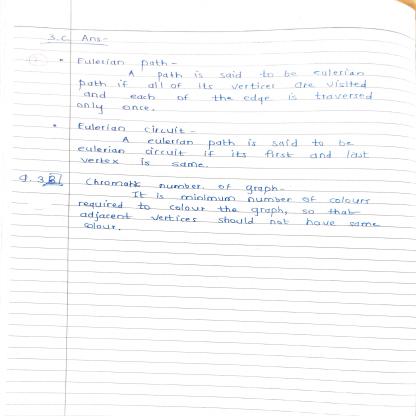 3.C Ans-
• Eulerian path-
A path is said to be eulerian
path if all of its vertices are visited
and each of the edge is traversed
only once.
• Eulerian circuit-
A eulerian path is said to be
eulerian circuit if its first and last
vertex is same.
Q.3B] Chromatic number of graph-
It is minimum number of colours
required to colour the graph, so that
adjacent vertices should not have same
colour.